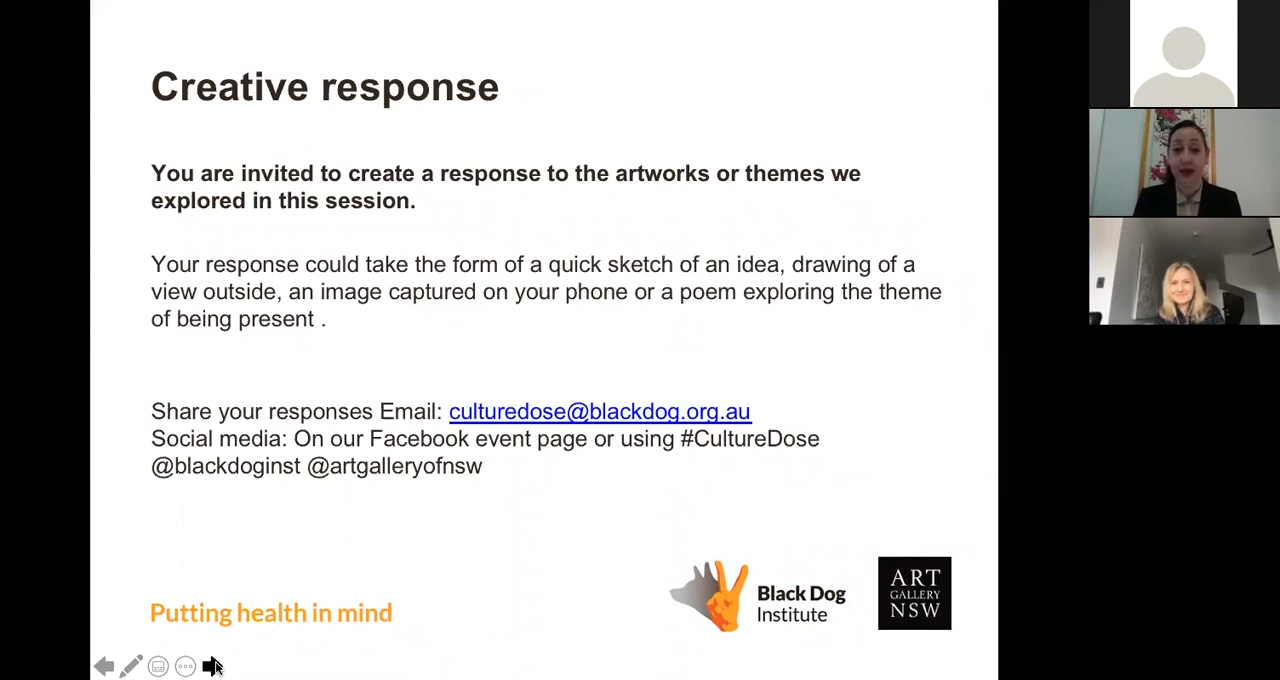 Creative response
You are invited to create a response to the artworks or themes we
explored in this session.
Your response could take the form of a quick sketch of an idea, drawing of a
view outside, an image captured on your phone or a poem exploring the theme
of being present .
Share your responses Email: culturedose@blackdog.org.au
Social media: On our Facebook event page or using #CultureDose
@blackdoginst @artgalleryofnsw
Putting health in mind
Black Dog
Institute
ART
GALLERY
NSW